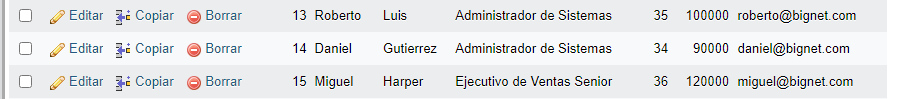 Editar Copiar Borrar 13 Roberto Luis Administrador de Sistemas 35 100000 roberto@bignet.com
Editar Copiar Borrar 14 Daniel Gutierrez Administrador de Sistemas 34 90000 daniel@bignet.com
Editar Copiar Borrar 15 Miguel Harper Ejecutivo de Ventas Senior 36 120000 miguel@bignet.com